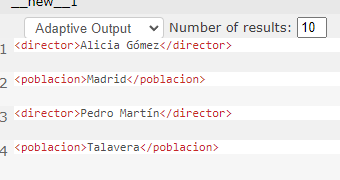 __new__1
Adaptive Output Number of results: 10
1 <director>Alicia Gómez</director>
2 <poblacion>Madrid</poblacion>
3 <director>Pedro Martín</director>
4 <poblacion>Talavera</poblacion>